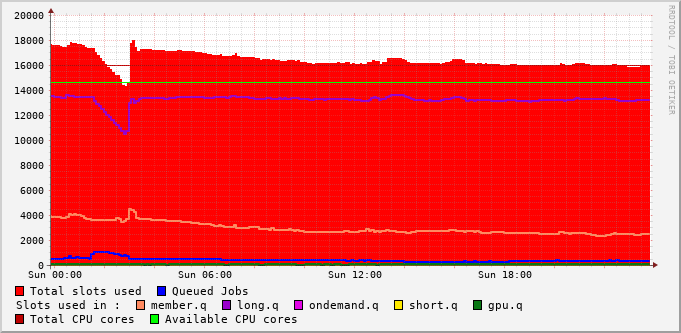 20000
18000
16000
14000
12000
10000
8000
6000
4000
2000
0
Sun 00:00 Sun 06:00 Sun 12:00 Sun 18:00
RRDTOOL / TOBI OETIKER
Total slots used Queued Jobs
Slots used in : member.q long.q ondemand.q short.q gpu.q
Total CPU cores Available CPU cores